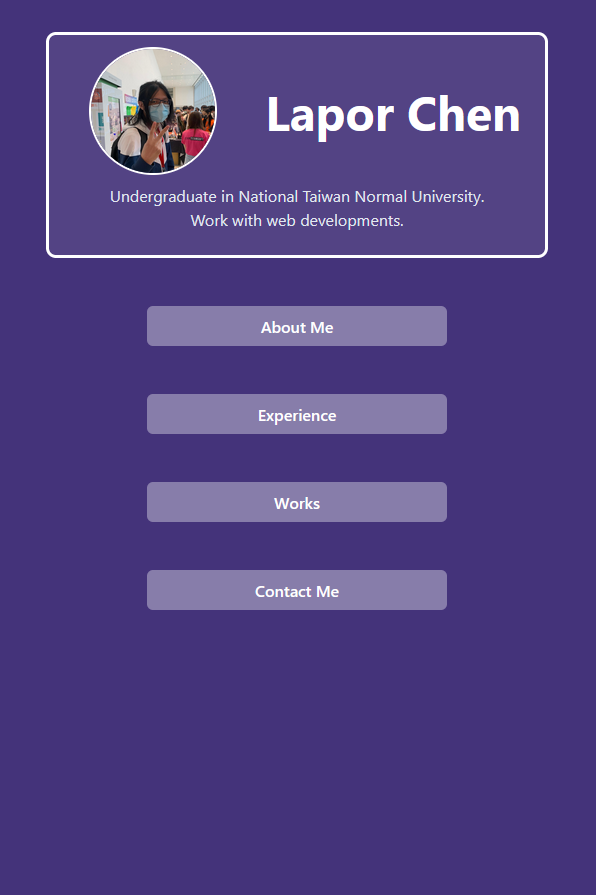 Lapor Chen
Undergraduate in National Taiwan Normal University.
Work with web developments.
About Me
Experience
Works
Contact Me